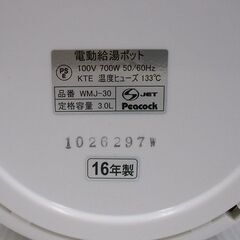 電動給湯ポット
PS
E
100V 700W 50/60Hz
KTE 温度ヒューズ 133℃
品番 WMJ-30
定格容量 3.0L
JET
Peacock
1026297W
16年製